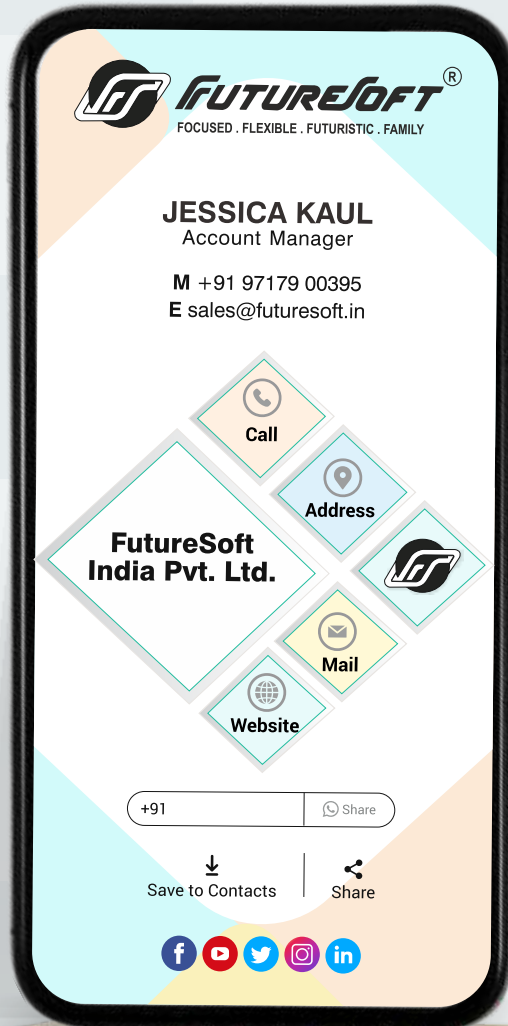 FUTURESOFT®
FOCUSED . FLEXIBLE . FUTURISTIC . FAMILY
JESSICA KAUL
Account Manager
M +91 97179 00395
E sales@futuresoft.in
Call
Address
FutureSoft
India Pvt. Ltd.
Mail
Website
+91
Share
Save to Contacts
Share